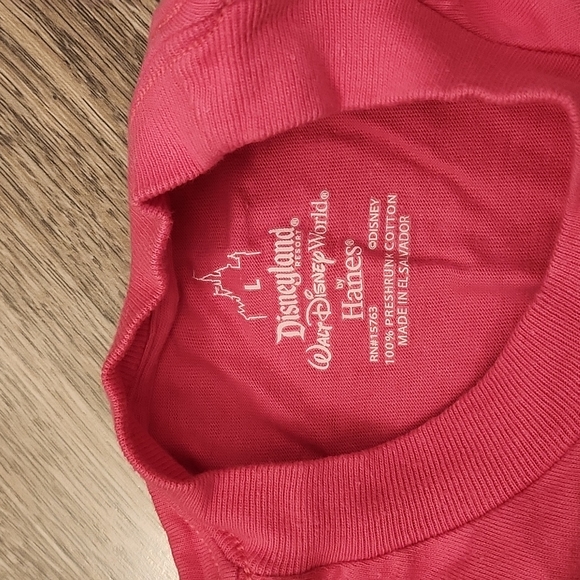 L
Disneyland®
RESORT
WALT DISNEY World®
by
Hanes®
RN#15763 ©DISNEY
100% PRESHRUNK COTTON
MADE IN EL SALVADOR